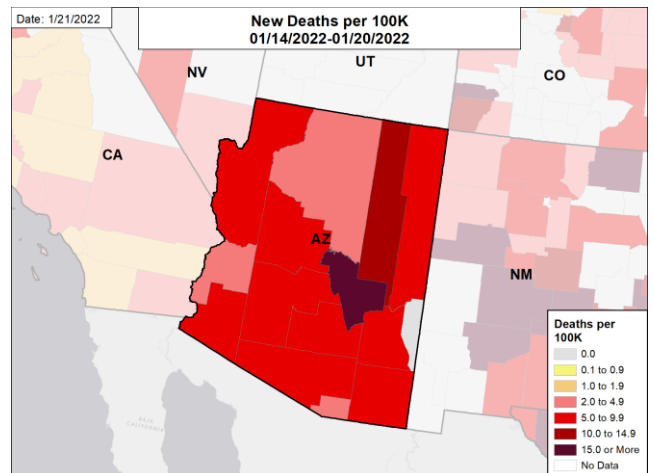 Date: 1/21/2022
New Deaths per 100K
01/14/2022-01/20/2022
NV
UT
CO
CA
AZ
NM
BAJA
CALIFORNIA
Deaths per
100K
0.0
0.1 to 0.9
1.0 to 1.9
2.0 to 4.9
5.0 to 9.9
10.0 to 14.9
15.0 or More
No Data